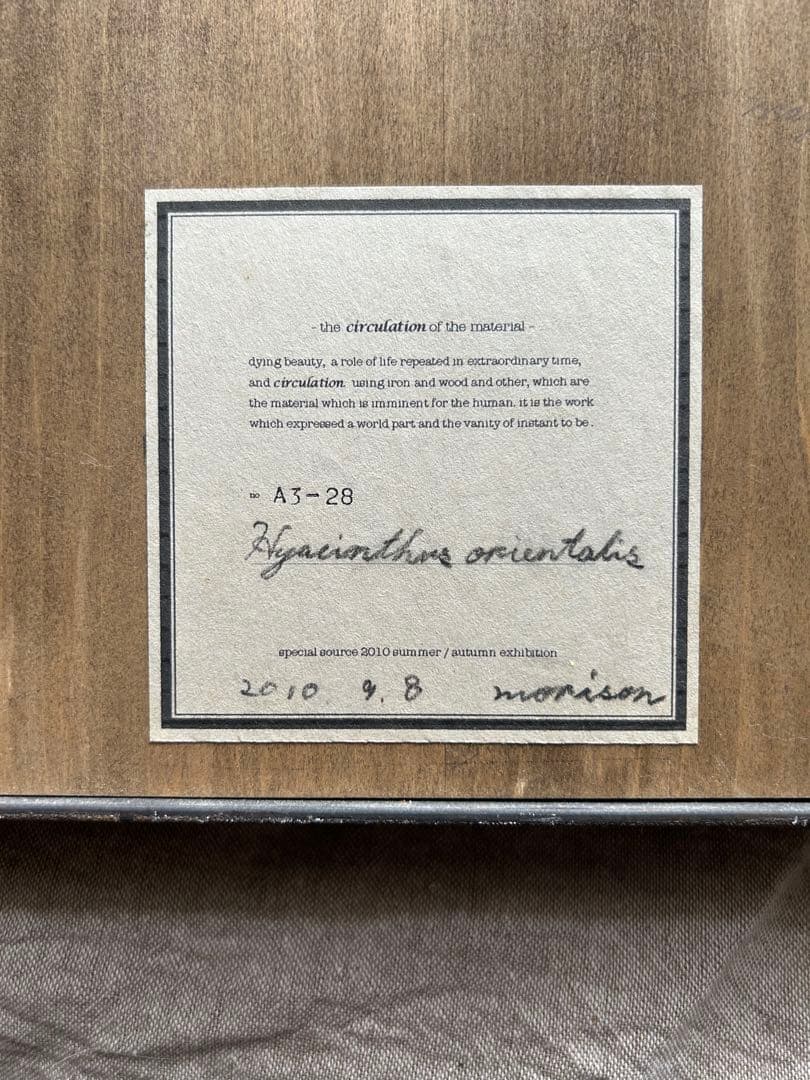 - the circulation of the material -
dying beauty, a role of life repeated in extraordinary time,
and circulation. using iron and wood and other, which are
the material which is imminent for the human. it is the work
which expressed a world part and the vanity of instant to be.
no A3-28
Hyacinthus orientalis
special source 2010 summer / autumn exhibition
2010. 9. 8 morison